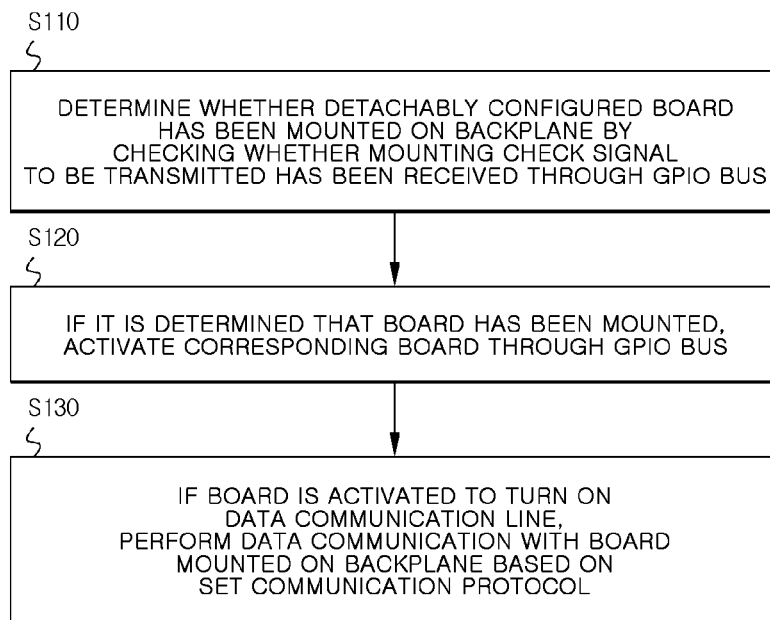 S110
DETERMINE WHETHER DETACHABLY CONFIGURED BOARD
HAS BEEN MOUNTED ON BACKPLANE BY
CHECKING WHETHER MOUNTING CHECK SIGNAL
TO BE TRANSMITTED HAS BEEN RECEIVED THROUGH GPIO BUS
S120
IF IT IS DETERMINED THAT BOARD HAS BEEN MOUNTED,
ACTIVATE CORRESPONDING BOARD THROUGH GPIO BUS
S130
IF BOARD IS ACTIVATED TO TURN ON
DATA COMMUNICATION LINE,
PERFORM DATA COMMUNICATION WITH BOARD
MOUNTED ON BACKPLANE BASED ON
SET COMMUNICATION PROTOCOL